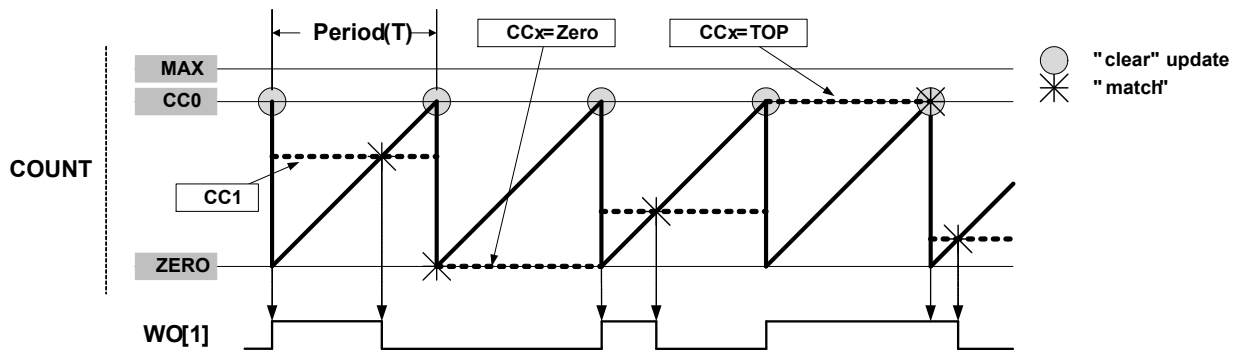 Period(T)
CCx=Zero
CCx=TOP
"clear" update
"match"
MAX
CC0
COUNT
CC1
ZERO
WO[1]